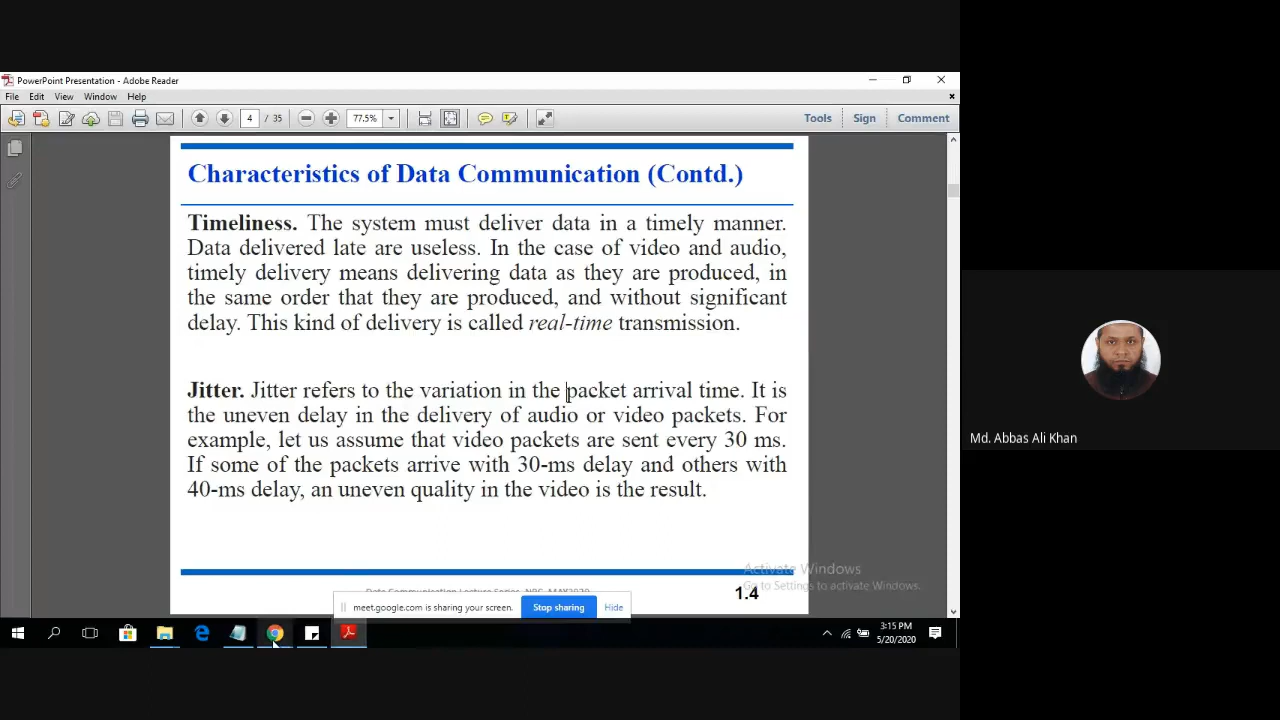 PowerPoint Presentation - Adobe Reader
File Edit View Window Help
4 / 35 77.5% Tools Sign Comment
Characteristics of Data Communication (Contd.)
Timeliness. The system must deliver data in a timely manner.
Data delivered late are useless. In the case of video and audio,
timely delivery means delivering data as they are produced, in
the same order that they are produced, and without significant
delay. This kind of delivery is called real-time transmission.
Jitter. Jitter refers to the variation in the packet arrival time. It is
the uneven delay in the delivery of audio or video packets. For
example, let us assume that video packets are sent every 30 ms.
If some of the packets arrive with 30-ms delay and others with
40-ms delay, an uneven quality in the video is the result.
Md. Abbas Ali Khan
Activate Windows
Go to Settings to activate Windows.
Data Communication Lecture Series, NPC, MAY2020
1.4
meet.google.com is sharing your screen. Stop sharing Hide
3:15 PM
5/20/2020